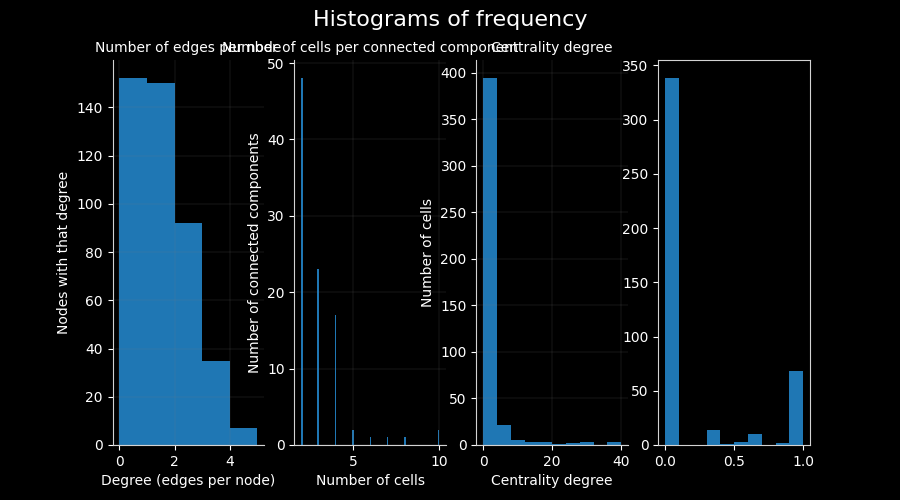 Histograms of frequency
Number of edges per node
Number of cells per connected component
Centrality degree
140
120
100
80
60
40
20
0
Nodes with that degree
0 2 4
Degree (edges per node)
50
40
30
20
10
0
Number of connected components
5 10
Number of cells
400
350
300
250
200
150
100
50
0
Number of cells
0 20 40
Centrality degree
350
300
250
200
150
100
50
0
0.0 0.5 1.0